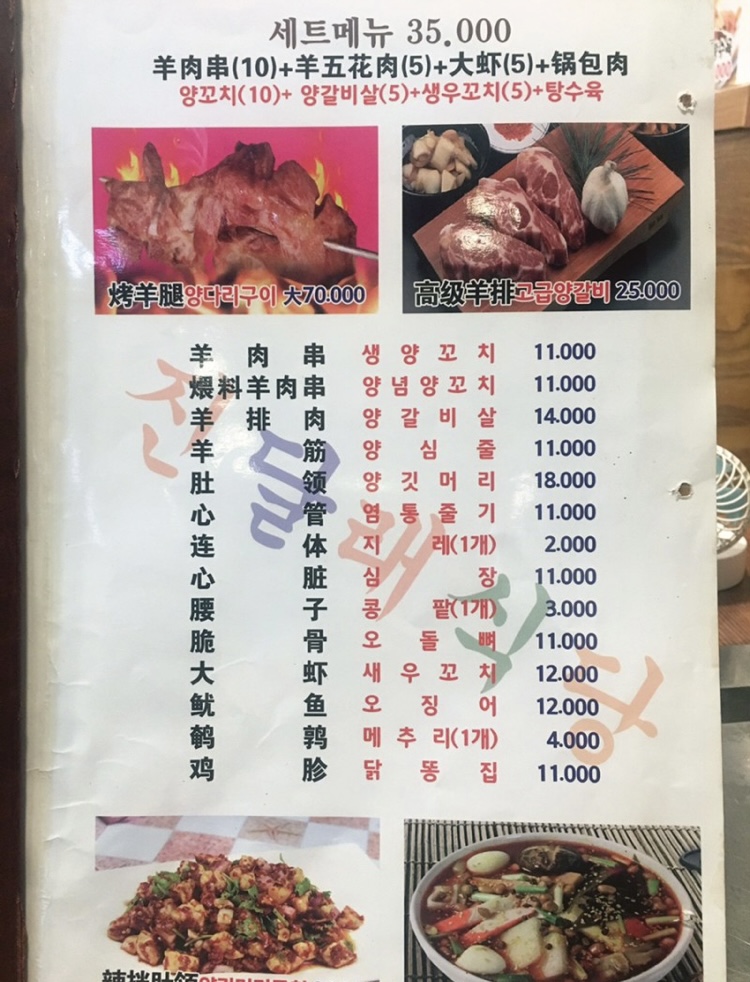 세트메뉴 35.000
羊肉串(10)+羊五花肉(5)+大虾(5)+锅包肉
양꼬치(10)+ 양갈비살(5)+생우꼬치(5)+탕수육
烤羊腿양다리구이 大70.000
高级羊排고급양갈비 25.000
羊肉串 생양꼬치 11.000
煨料羊肉串 양념양꼬치 11.000
羊排肉 양갈비살 14.000
羊筋 양심줄 11.000
肚领 양깃머리 18.000
心管 염통줄기 11.000
连体 지레(1개) 2.000
心脏 심장 11.000
腰子 콩팥(1개) 3.000
脆骨 오돌뼈 11.000
大虾 새우꼬치 12.000
鱿鱼 오징어 12.000
鹌鹑 메추리(1개) 4.000
鸡胗 닭똥집 11.000
진달래식당
辣拌肚领